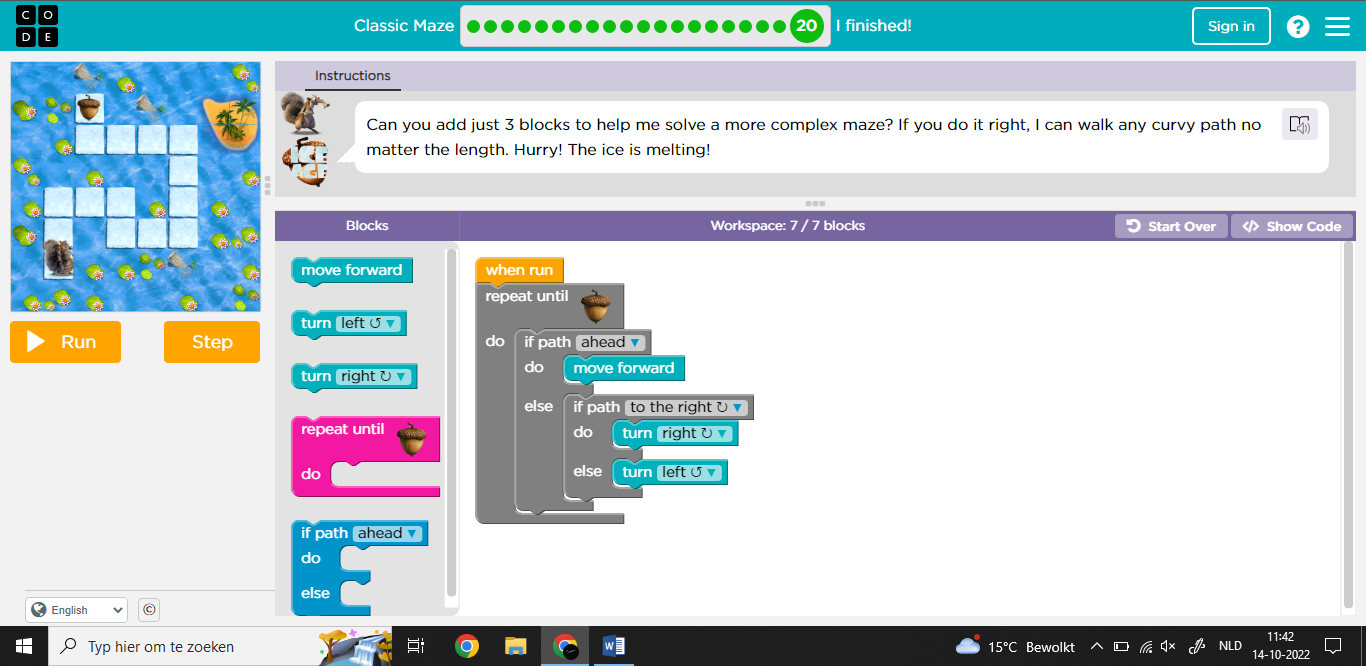 C O
D E
Classic Maze
20
I finished!
Sign in
?
Instructions
ICE
AGE
Can you add just 3 blocks to help me solve a more complex maze? If you do it right, I can walk any curvy path no
matter the length. Hurry! The ice is melting!
Blocks
Workspace: 7 / 7 blocks
Start Over
</> Show Code
move forward
turn left ↺ ▼
turn right ↻ ▼
repeat until
do
if path ahead ▼
do
else
when run
repeat until
do
if path ahead ▼
do
move forward
else
if path to the right ↻ ▼
do
turn right ↻ ▼
else
turn left ↺ ▼
Run
Step
English
©
Typ hier om te zoeken
W
15°C Bewolkt
NLD
11:42
14-10-2022